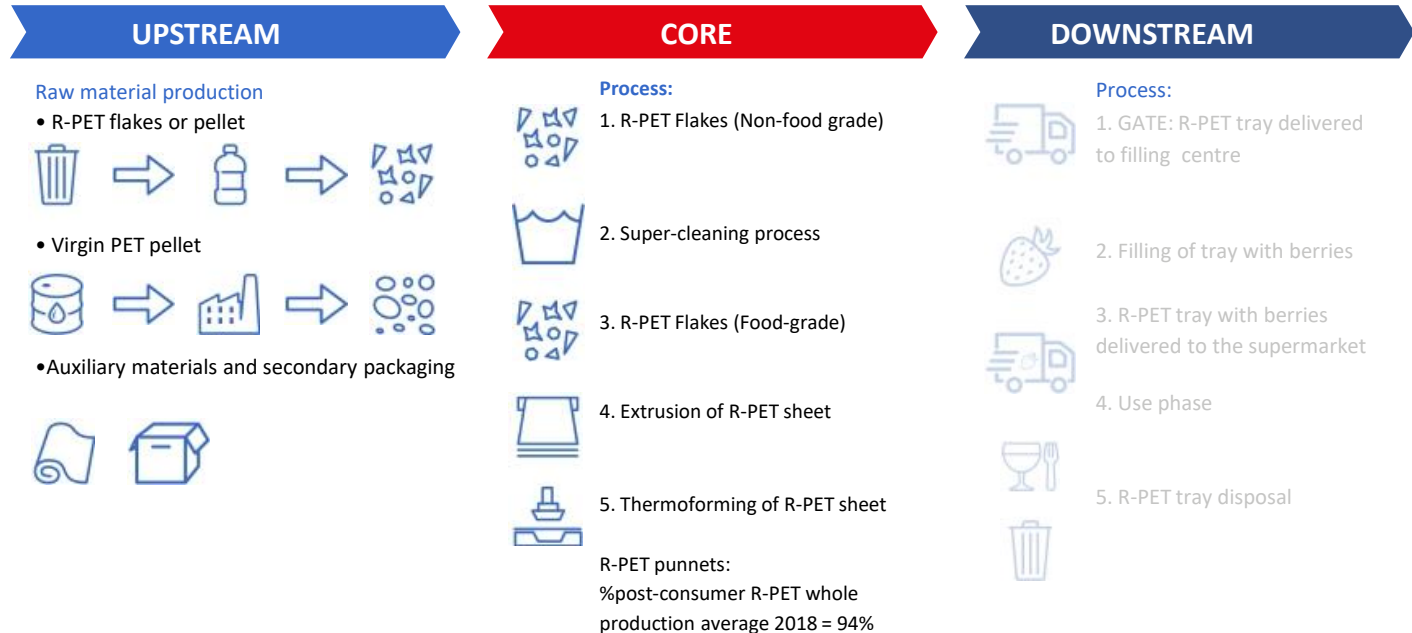 UPSTREAM
Raw material production
• R-PET flakes or pellet
• Virgin PET pellet
•Auxiliary materials and secondary packaging
CORE
Process:
1. R-PET Flakes (Non-food grade)
2. Super-cleaning process
3. R-PET Flakes (Food-grade)
4. Extrusion of R-PET sheet
5. Thermoforming of R-PET sheet
R-PET punnets:
%post-consumer R-PET whole
production average 2018 = 94%
DOWNSTREAM
Process:
1. GATE: R-PET tray delivered
to filling centre
2. Filling of tray with berries
3. R-PET tray with berries
delivered to the supermarket
4. Use phase
5. R-PET tray disposal